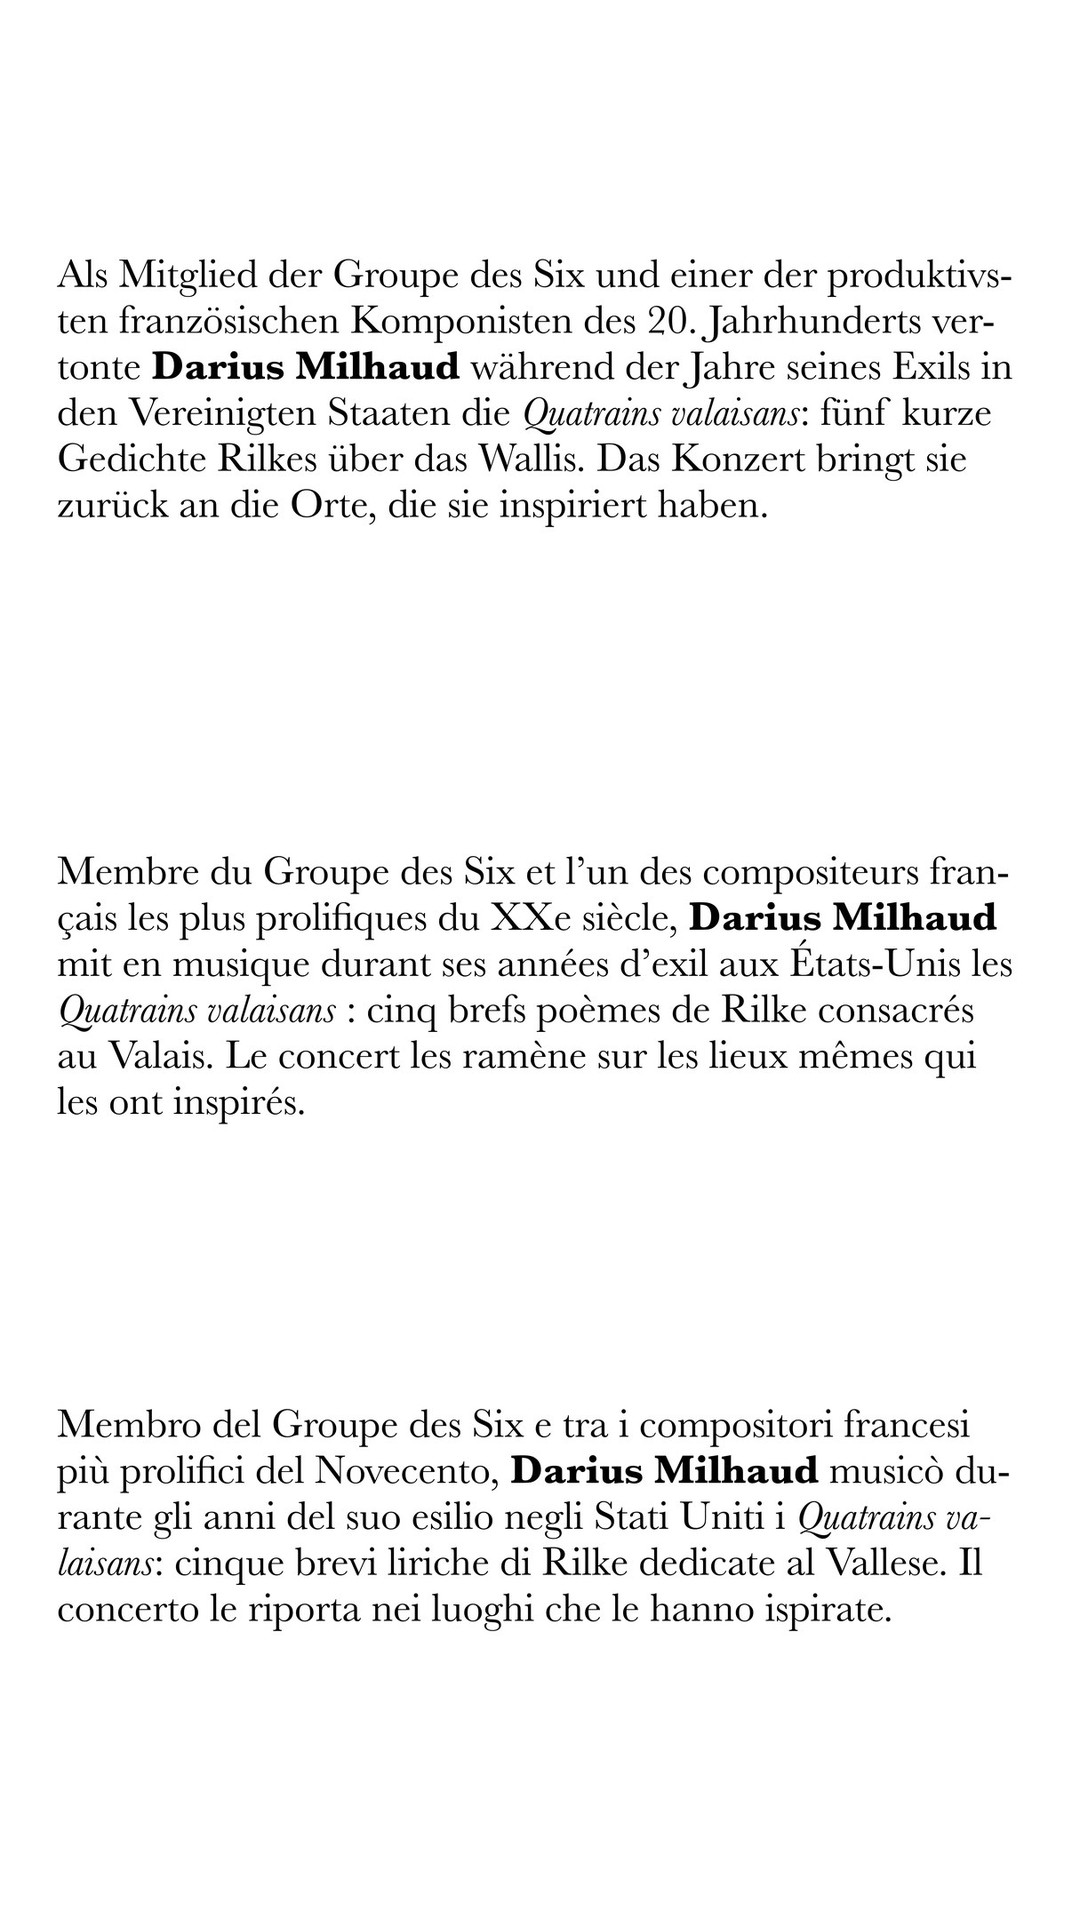 Als Mitglied der Groupe des Six und einer der produktivs-
ten französischen Komponisten des 20. Jahrhunderts ver-
tonte Darius Milhaud während der Jahre seines Exils in
den Vereinigten Staaten die Quatrains valaisans: fünf kurze
Gedichte Rilkes über das Wallis. Das Konzert bringt sie
zurück an die Orte, die sie inspiriert haben.
Membre du Groupe des Six et l’un des compositeurs fran-
çais les plus prolifiques du XXe siècle, Darius Milhaud
mit en musique durant ses années d’exil aux États-Unis les
Quatrains valaisans : cinq brefs poèmes de Rilke consacrés
au Valais. Le concert les ramène sur les lieux mêmes qui
les ont inspirés.
Membro del Groupe des Six e tra i compositori francesi
più prolifici del Novecento, Darius Milhaud musicò du-
rante gli anni del suo esilio negli Stati Uniti i Quatrains va-
laisans: cinque brevi liriche di Rilke dedicate al Vallese. Il
concerto le riporta nei luoghi che le hanno ispirate.